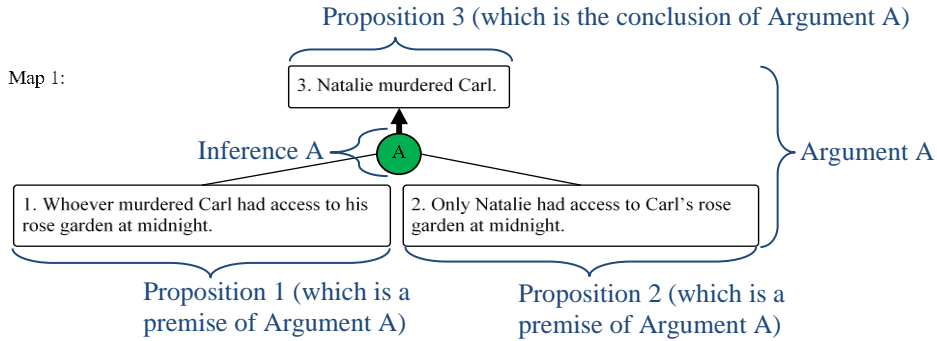 Proposition 3 (which is the conclusion of Argument A)
Map 1:
3. Natalie murdered Carl.
Inference A
A
Argument A
1. Whoever murdered Carl had access to his
rose garden at midnight.
2. Only Natalie had access to Carl’s rose
garden at midnight.
Proposition 1 (which is a
premise of Argument A)
Proposition 2 (which is a
premise of Argument A)